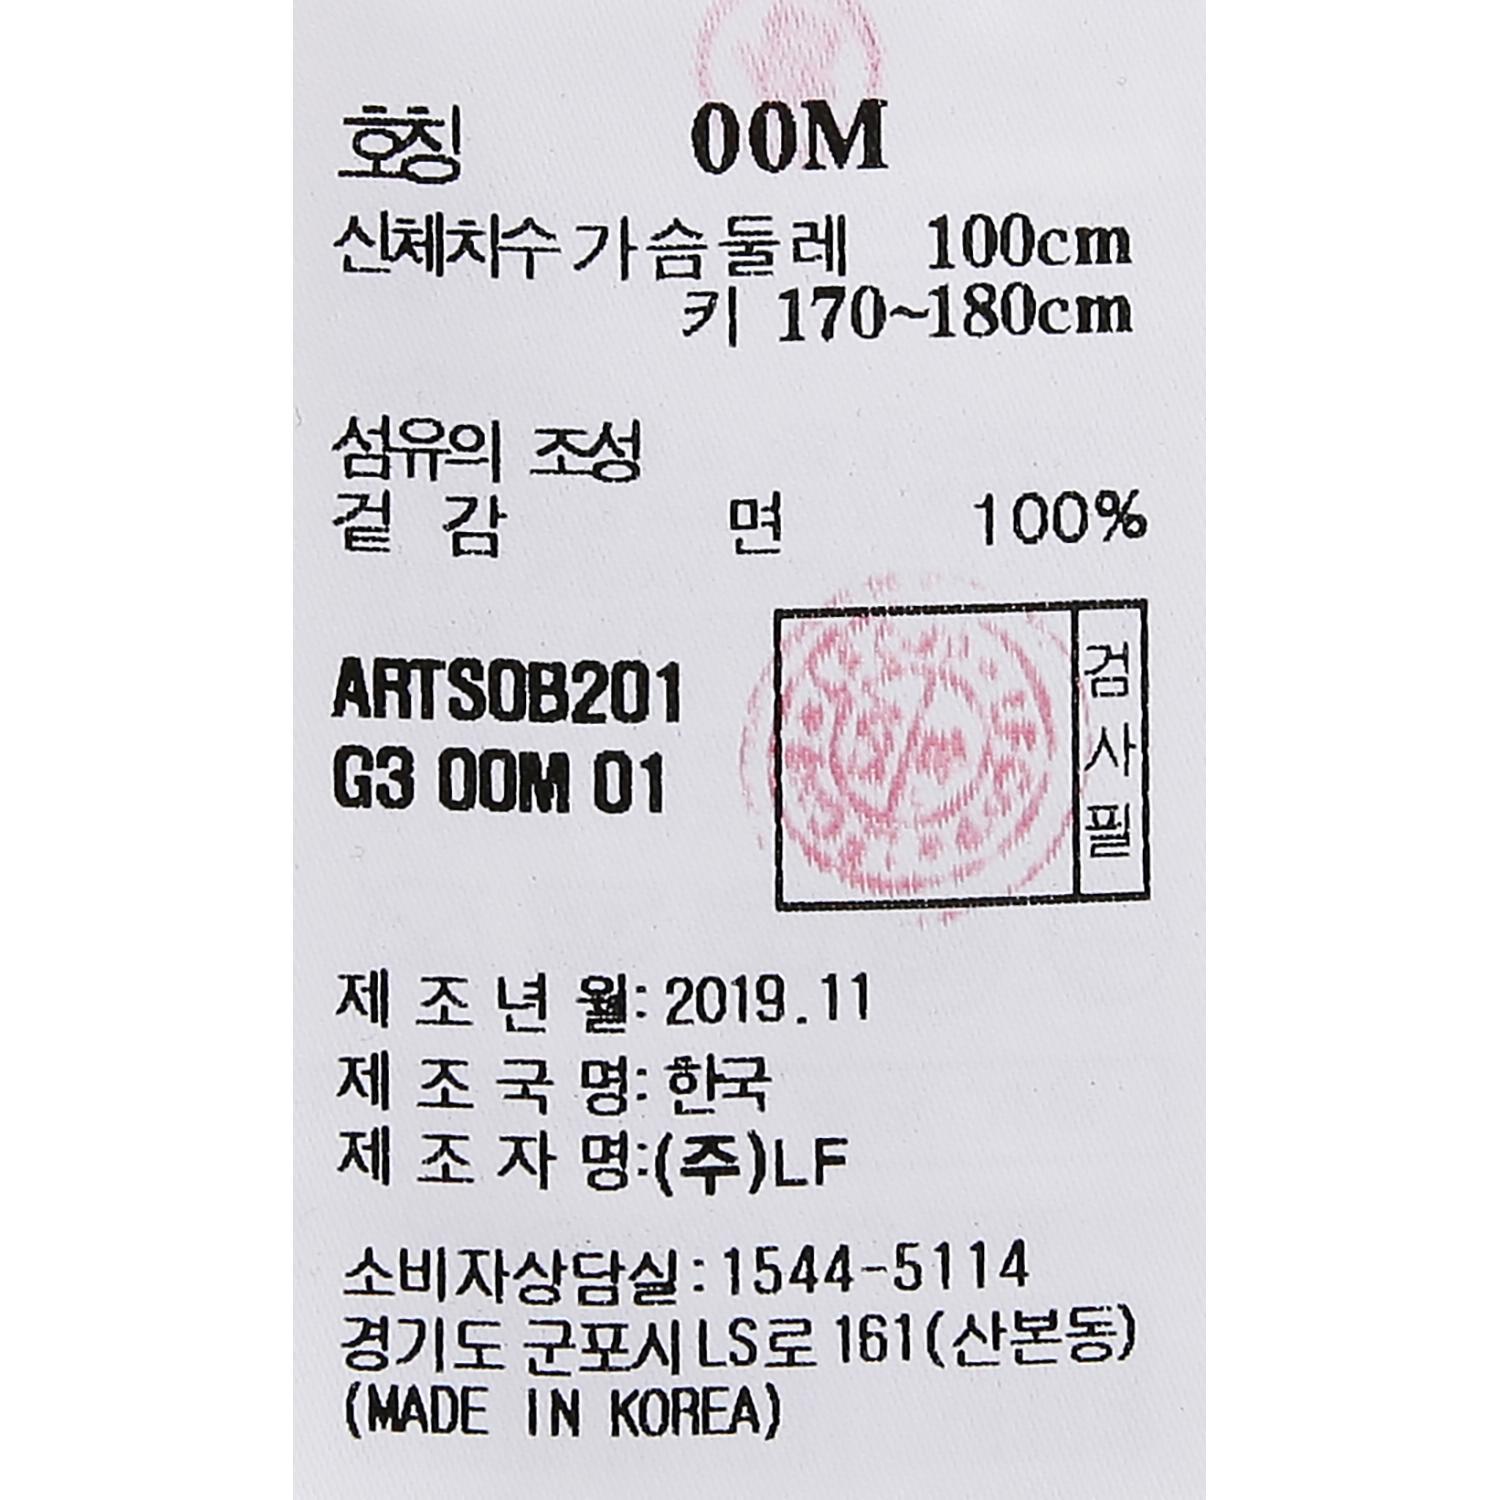 호칭 00M
신체치수 가슴둘레 100cm
키 170~180cm
섬유의 조성
겉감 면 100%
ARTS0B201
G3 00M 01
검사필
제조년월: 2019.11
제조국명: 한국
제조자명:(주)LF
소비자상담실:1544-5114
경기도 군포시 LS로 161(산본동)
(MADE IN KOREA)